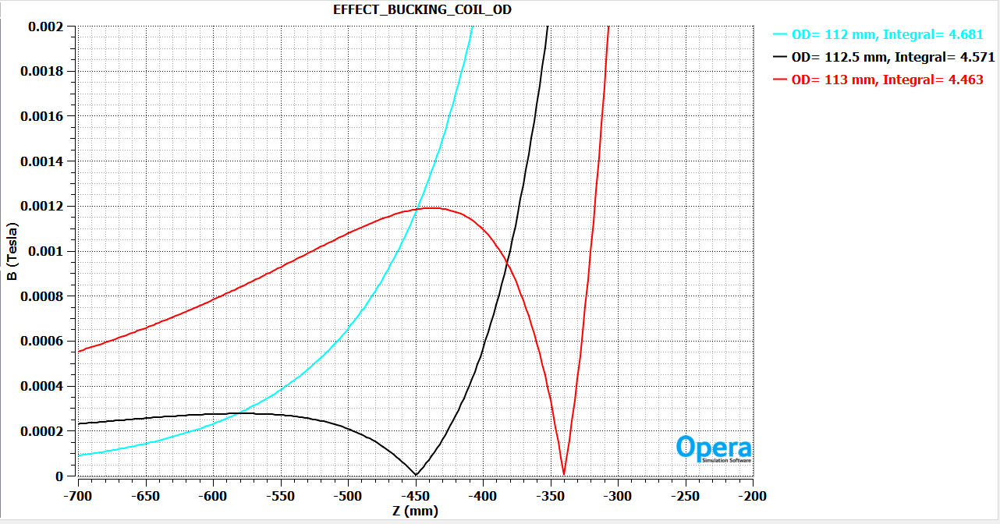 EFFECT_BUCKING_COIL_OD
OD= 112 mm, Integral= 4.681
OD= 112.5 mm, Integral= 4.571
OD= 113 mm, Integral= 4.463
B (Tesla)
0.002
0.0018
0.0016
0.0014
0.0012
0.001
0.0008
0.0006
0.0004
0.0002
0
-700 -650 -600 -550 -500 -450 -400 -350 -300 -250 -200
Z (mm)
Opera
Simulation Software